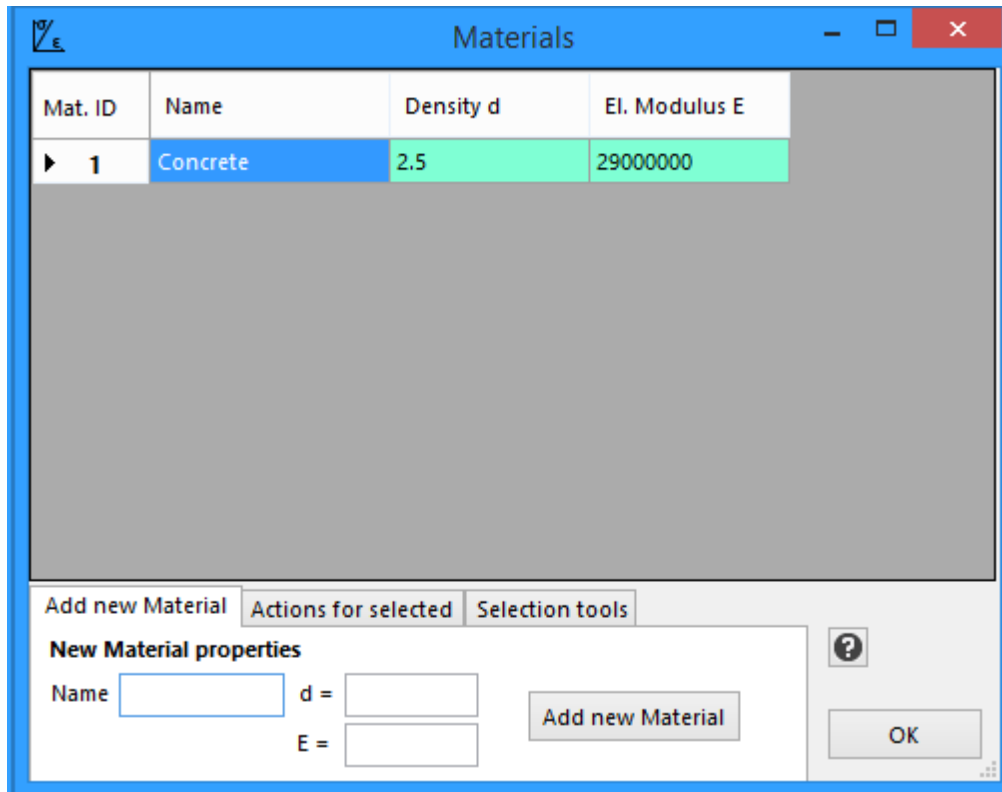 σ/ε
Materials
Mat. ID Name Density d El. Modulus E
1 Concrete 2.5 29000000
Add new Material Actions for selected Selection tools
New Material properties
Name d =
Add new Material
E =
OK